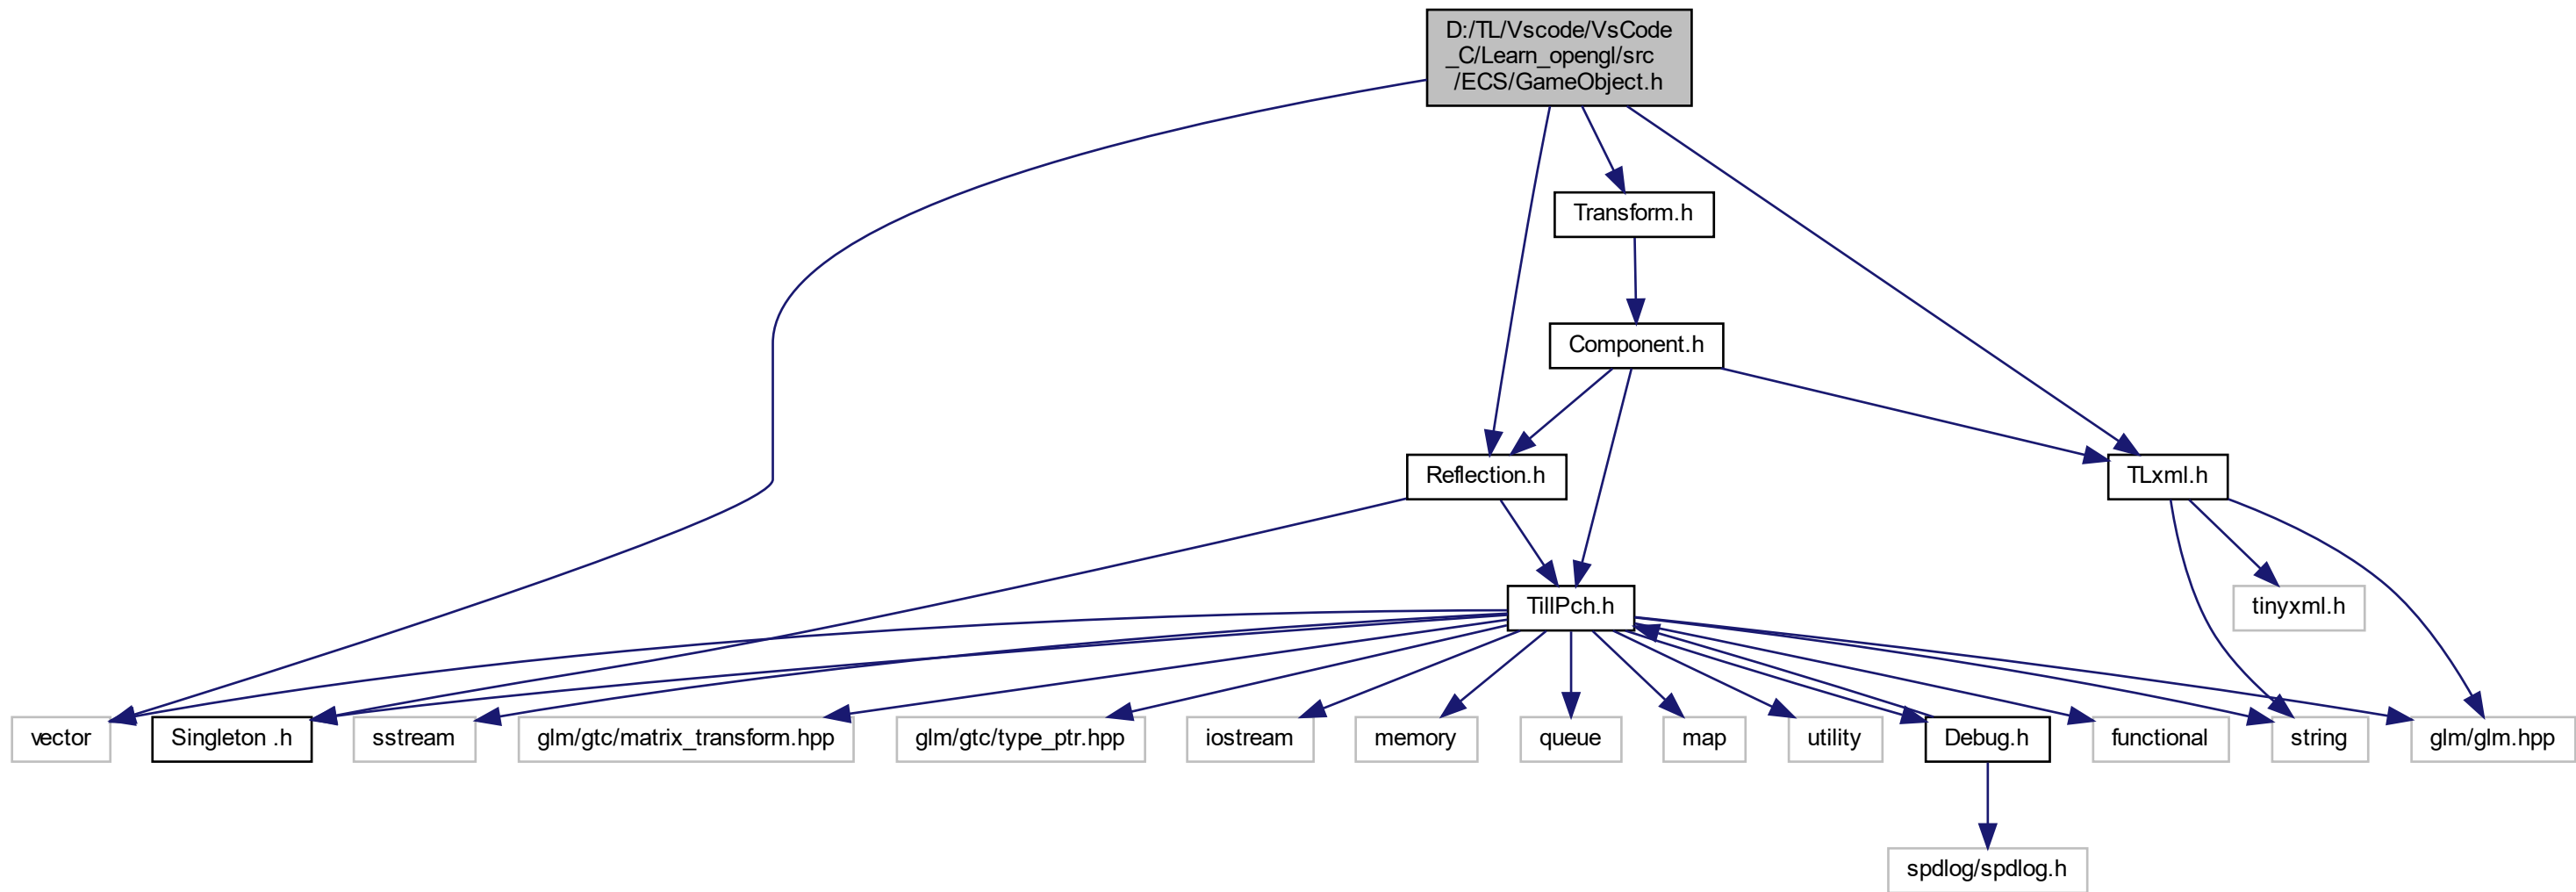 D:/TL/Vscode/VsCode
_C/Learn_opengl/src
/ECS/GameObject.h
Transform.h
Component.h
Reflection.h
TLxml.h
TillPch.h
tinyxml.h
vector
Singleton .h
sstream
glm/gtc/matrix_transform.hpp
glm/gtc/type_ptr.hpp
iostream
memory
queue
map
utility
Debug.h
functional
string
glm/glm.hpp
spdlog/spdlog.h